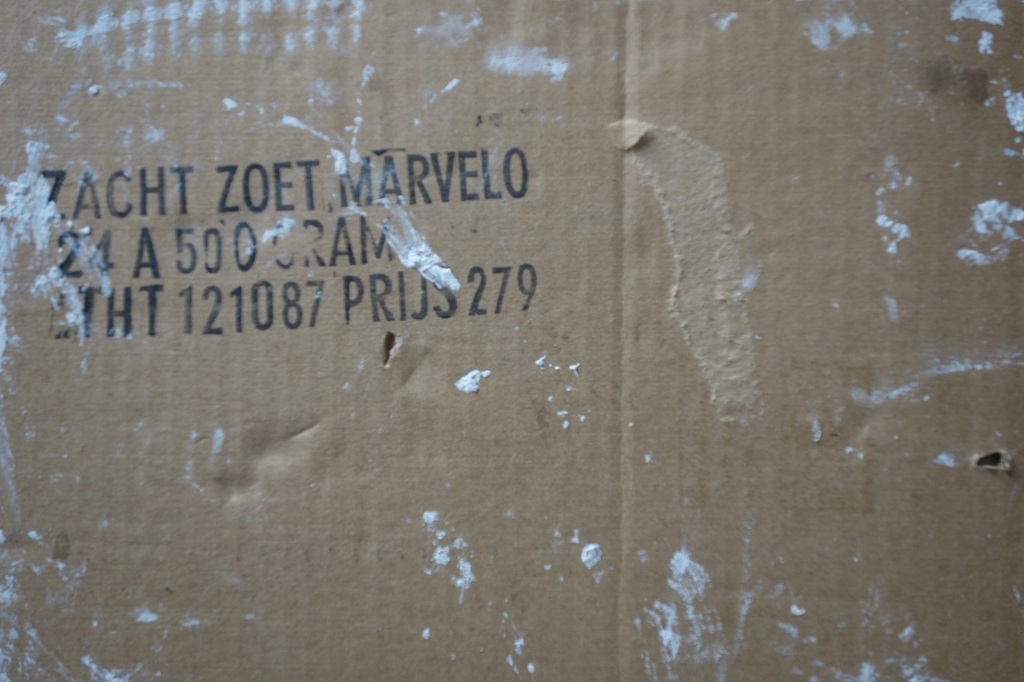 ZACHT ZOET MARVELO
24 A 500 GRAM
THT 121087 PRIJS 279